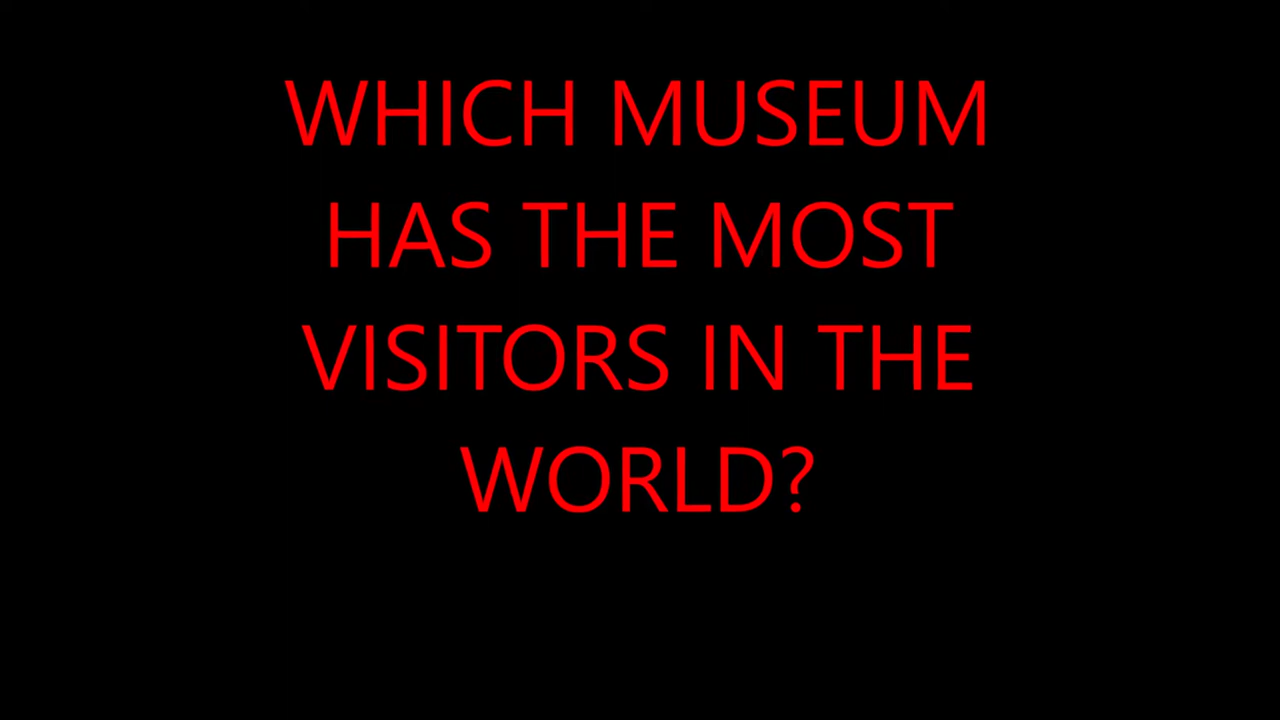 WHICH MUSEUM
HAS THE MOST
VISITORS IN THE
WORLD?